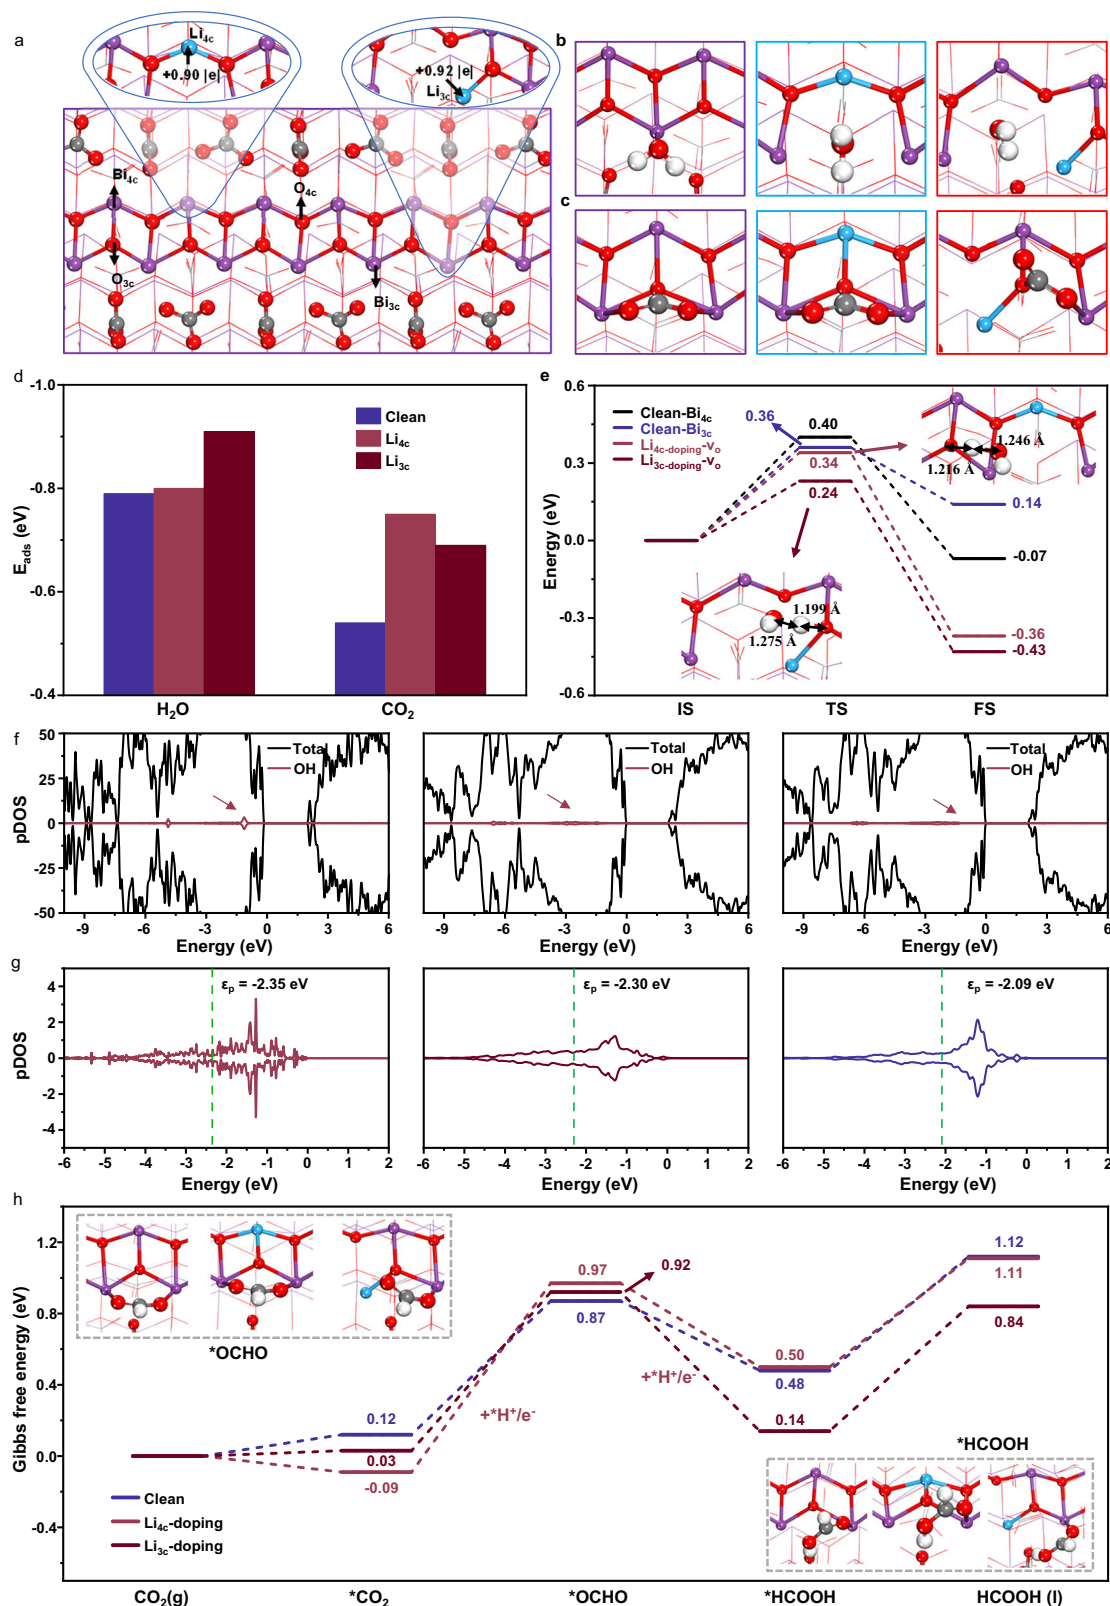 a
Li4c
+0.90 |e|
+0.92 |e|
Li3c
Bi4c
O4c
O3c
Bi3c
b
c
d
-1.0
-0.8
-0.6
-0.4
Eads (eV)
Clean
Li4c
Li3c
H2O
CO2
e
0.6
0.3
0.0
-0.3
-0.6
Energy (eV)
Clean-Bi4c
Clean-Bi3c
Li4c-doping-vo
Li3c-doping-vo
0.36
0.40
0.34
0.24
1.246 Å
1.216 Å
0.14
-0.07
1.199 Å
1.275 Å
-0.36
-0.43
IS
TS
FS
f
50
25
0
-25
-50
pDOS
Total
OH
Total
OH
Total
OH
-9 -6 -3 0 3 6
-9 -6 -3 0 3 6
-9 -6 -3 0 3 6
Energy (eV)
Energy (eV)
Energy (eV)
g
4
2
0
-2
-4
pDOS
εp = -2.35 eV
εp = -2.30 eV
εp = -2.09 eV
-6 -5 -4 -3 -2 -1 0 1 2
-6 -5 -4 -3 -2 -1 0 1 2
-6 -5 -4 -3 -2 -1 0 1 2
Energy (eV)
Energy (eV)
Energy (eV)
h
1.2
0.8
0.4
0.0
-0.4
Gibbs free energy (eV)
*OCHO
0.97
0.92
0.87
1.12
1.11
0.84
0.50
0.48
0.14
+*H+/e-
+*H+/e-
0.12
0.03
-0.09
*HCOOH
Clean
Li4c-doping
Li3c-doping
CO2(g)
*CO2
*OCHO
*HCOOH
HCOOH (l)